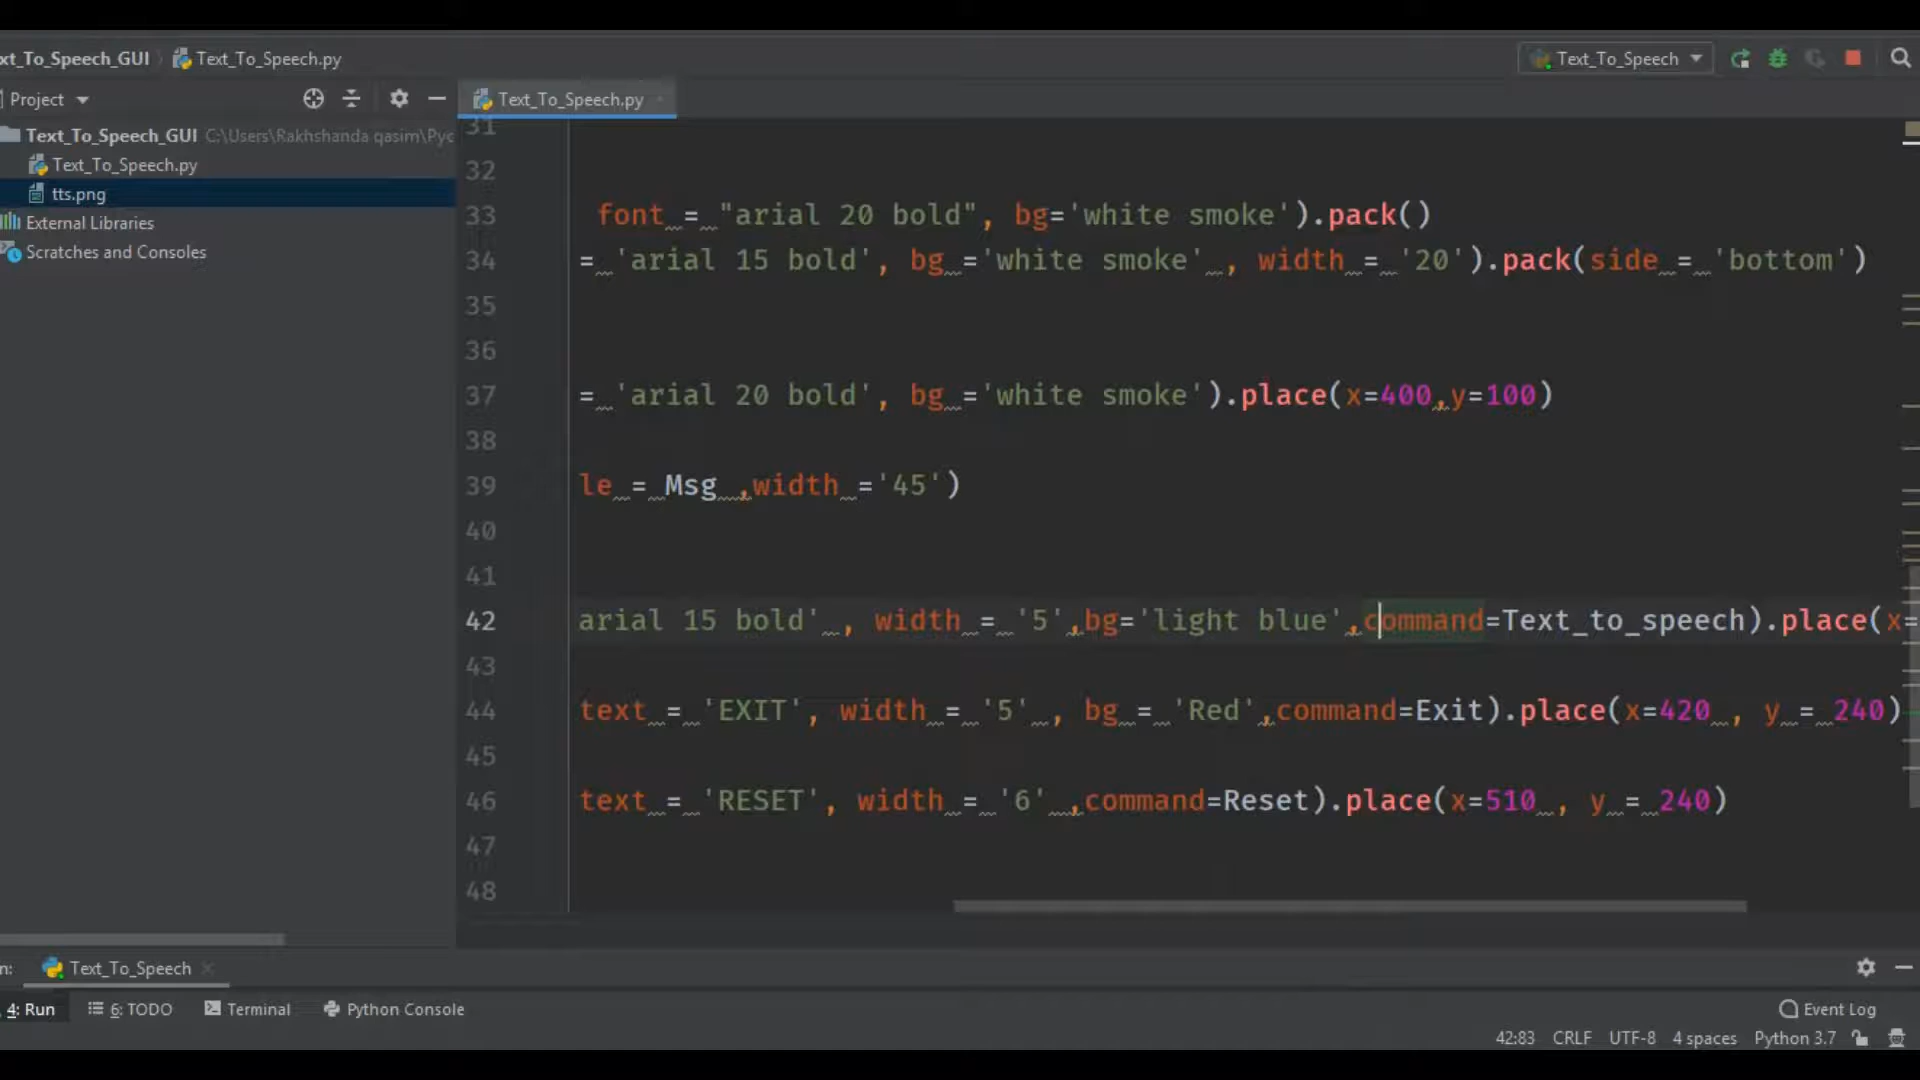 xt_To_Speech_GUI Text_To_Speech.py Text_To_Speech
Project Text_To_Speech.py
Text_To_Speech_GUI C:\Users\Rakhshanda qasim\Pyc
Text_To_Speech.py
tts.png
External Libraries
Scratches and Consoles
31
32
33 font = "arial 20 bold", bg='white smoke').pack()
34 = 'arial 15 bold', bg ='white smoke' , width = '20').pack(side = 'bottom')
35
36
37 = 'arial 20 bold', bg ='white smoke').place(x=400,y=100)
38
39 le = Msg ,width ='45')
40
41
42 arial 15 bold' , width = '5',bg='light blue',command=Text_to_speech).place(x=
43
44 text = 'EXIT', width = '5' , bg = 'Red',command=Exit).place(x=420 , y = 240)
45
46 text = 'RESET', width = '6' ,command=Reset).place(x=510 , y = 240)
47
48
n: Text_To_Speech
4: Run 6: TODO Terminal Python Console Event Log
42:83 CRLF UTF-8 4 spaces Python 3.7